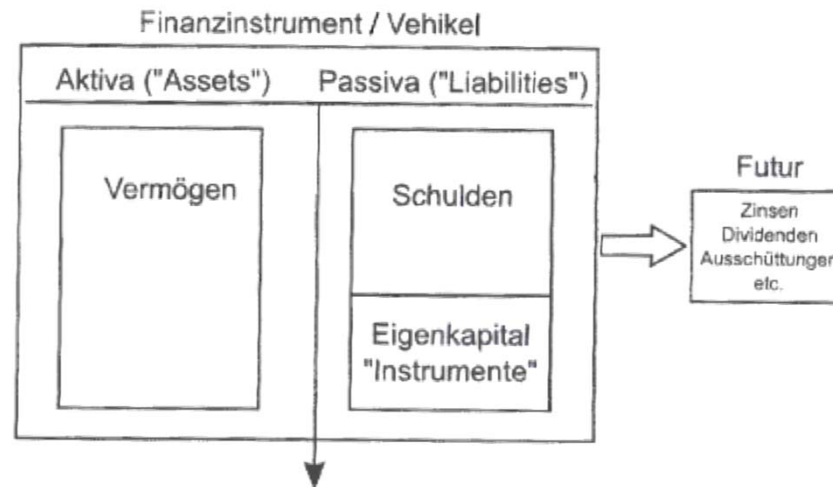 Finanzinstrument / Vehikel
Aktiva ("Assets")
Passiva ("Liabilities")
Vermögen
Schulden
Eigenkapital
"Instrumente"
Futur
Zinsen
Dividenden
Ausschüttungen
etc.